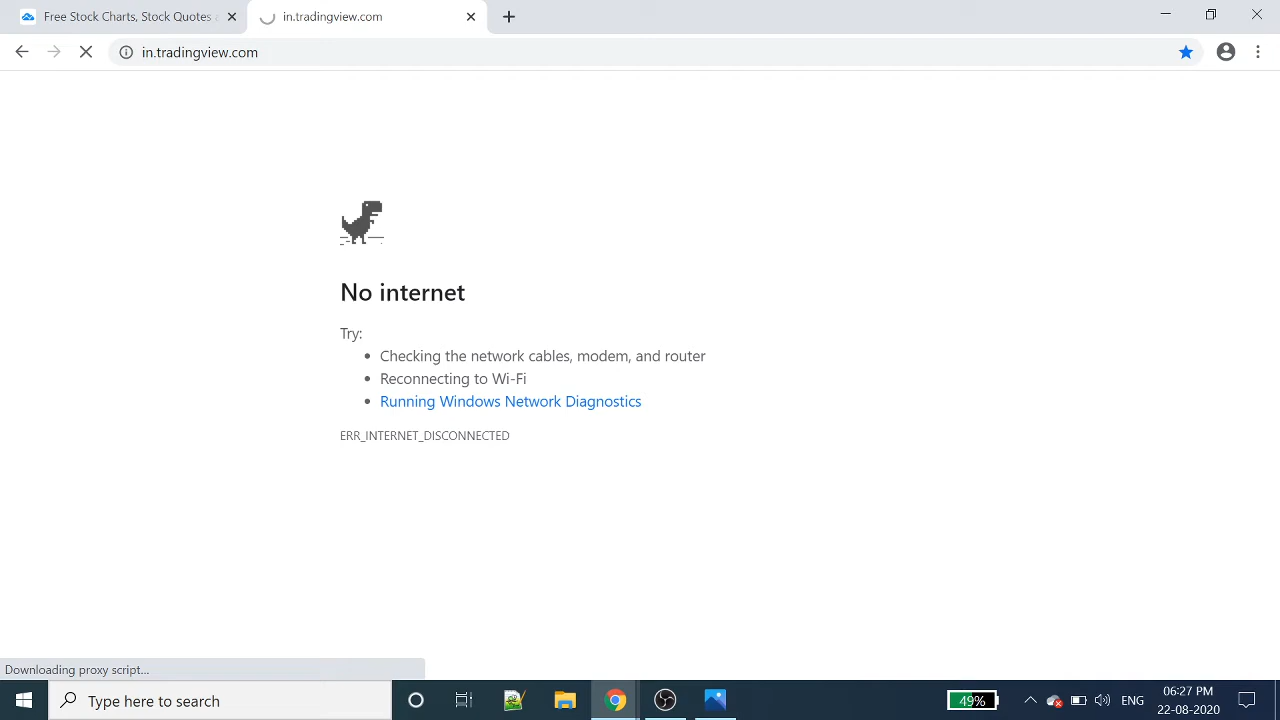 Free Stock Charts, Stock Quotes a
in.tradingview.com
in.tradingview.com
No internet
Try:
Checking the network cables, modem, and router
Reconnecting to Wi-Fi
Running Windows Network Diagnostics
ERR_INTERNET_DISCONNECTED
Downloading proxy script...
Type here to search
49%
ENG
06:27 PM
22-08-2020